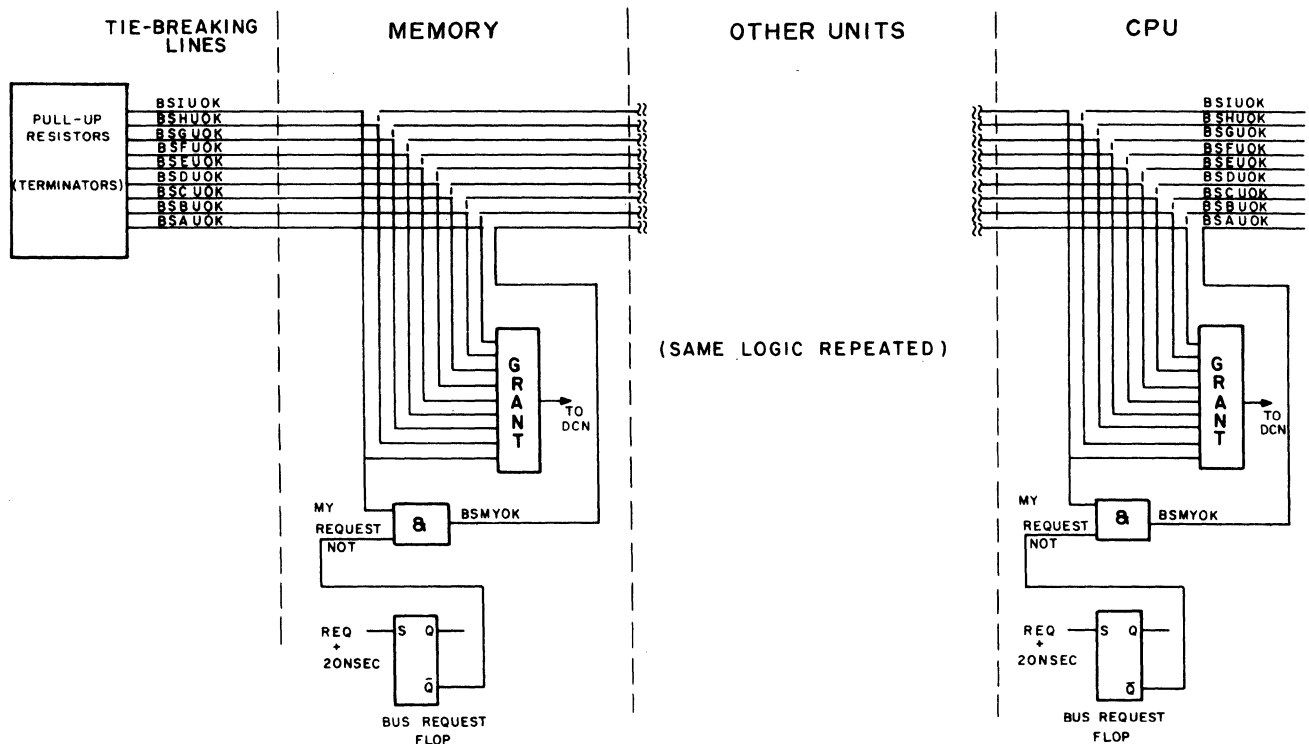 TIE-BREAKING
LINES
MEMORY
OTHER UNITS
CPU
PULL-UP
RESISTORS
(TERMINATORS)
BSIUOK
BSHUOK
BSGUOK
BSFUOK
BSEUOK
BSDUOK
BSCUOK
BSBUOK
BSAUOK
BSIUOK
BSHUOK
BSGUOK
BSFUOK
BSEUOK
BSDUOK
BSCUOK
BSBUOK
BSAUOK
GRANT
TO
DCN
(SAME LOGIC REPEATED)
GRANT
TO
DCN
MY
REQUEST
NOT
&
BSMYOK
MY
REQUEST
NOT
&
BSMYOK
REQ
+
20NSEC
S Q
Q̅
BUS REQUEST
FLOP
REQ
+
20NSEC
S Q
Q̅
BUS REQUEST
FLOP